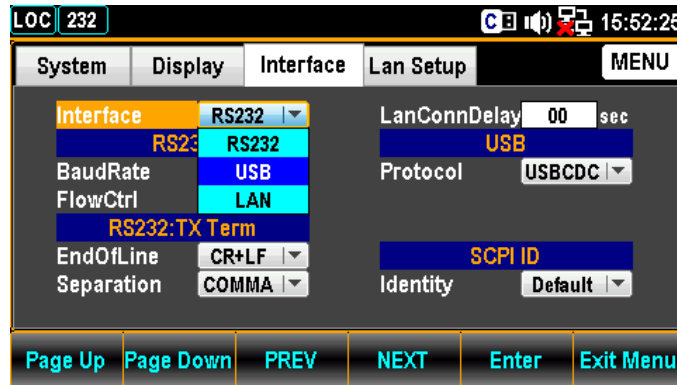 LOC 232 C 15:52:25
System Display Interface Lan Setup MENU
Interface RS232 LanConnDelay 00 sec
RS23 RS232 USB
BaudRate USB Protocol USBCDC
FlowCtrl LAN
RS232:TX Term
EndOfLine CR+LF SCPI ID
Separation COMMA Identity Default
Page Up Page Down PREV NEXT Enter Exit Menu